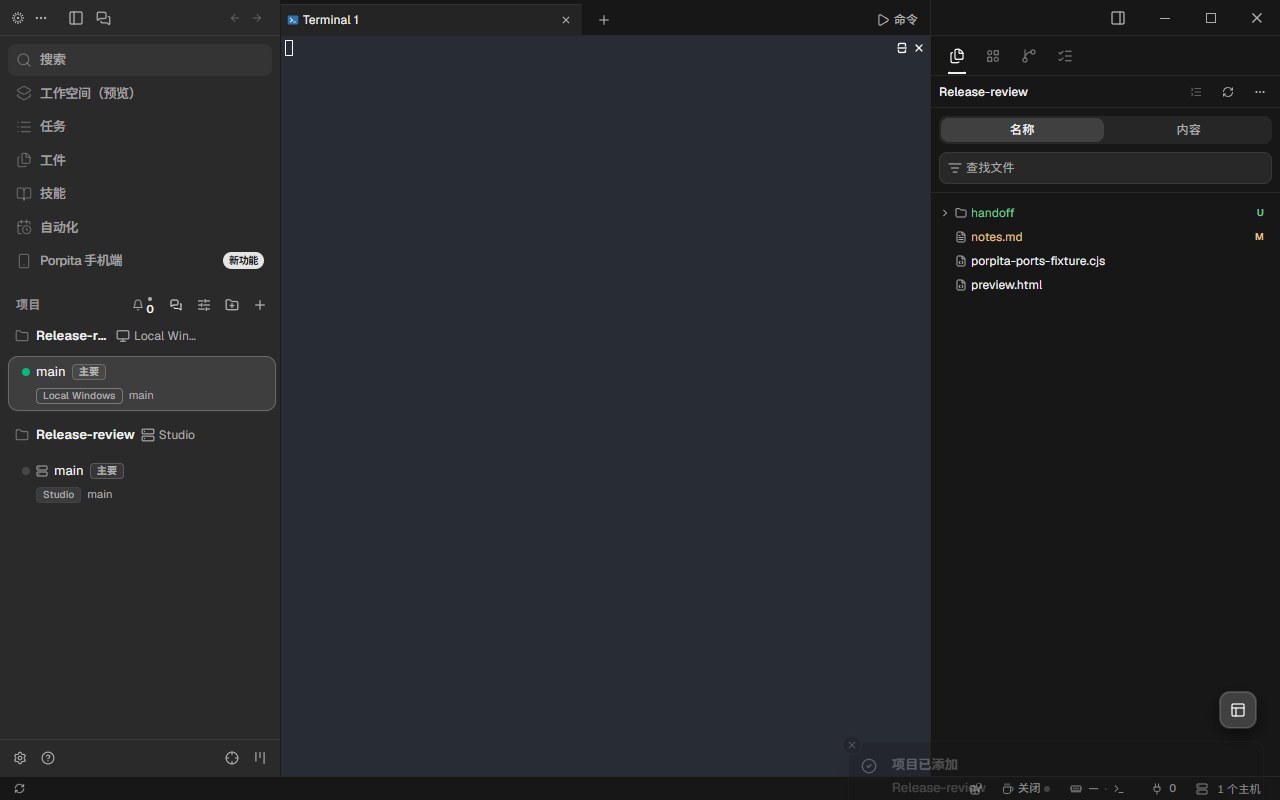 Terminal 1
命令
搜索
工作空间（预览）
任务
工件
技能
自动化
Porpita 手机端
新功能
项目
0
Release-r...
Local Win...
main
主要
Local Windows
main
Release-review
Studio
main
主要
Studio
main
Release-review
名称
内容
查找文件
handoff
U
notes.md
M
porpita-ports-fixture.cjs
preview.html
项目已添加
Release-review
关闭
0
1 个主机